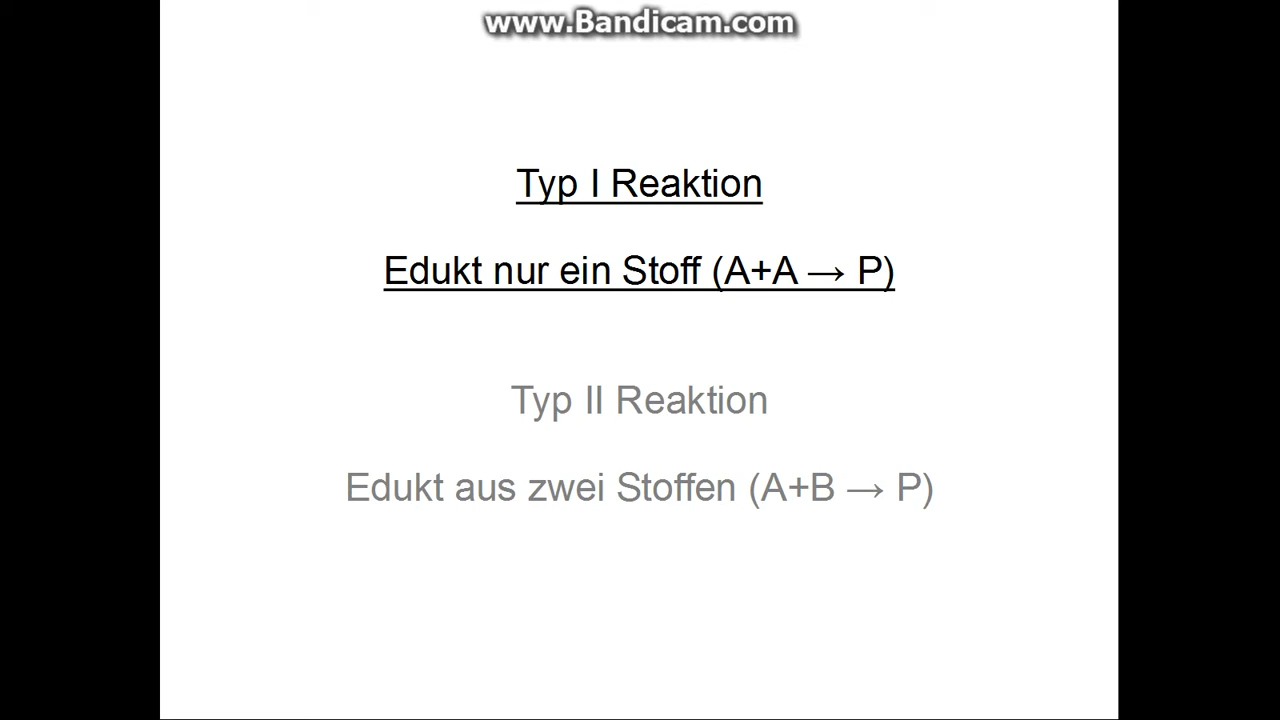 www.Bandicam.com
Typ I Reaktion
Edukt nur ein Stoff (A+A → P)
Typ II Reaktion
Edukt aus zwei Stoffen (A+B → P)